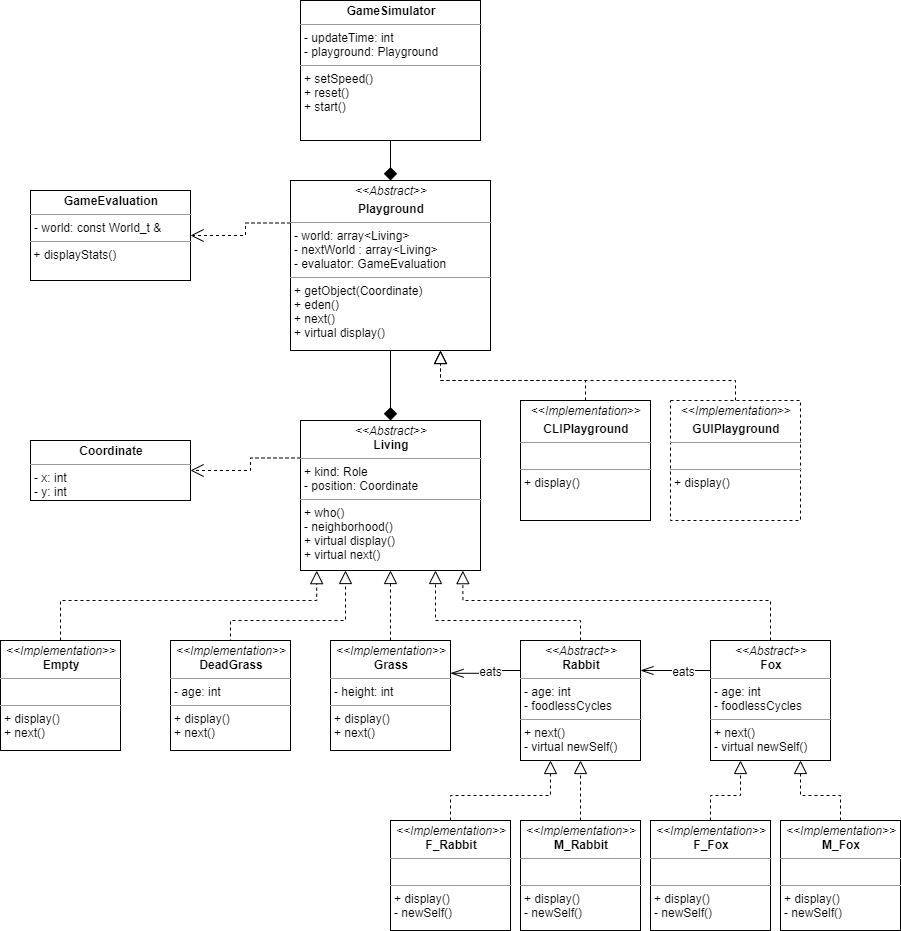 GameSimulator
- updateTime: int
- playground: Playground
+ setSpeed()
+ reset()
+ start()
GameEvaluation
- world: const World_t &
+ displayStats()
<<Abstract>>
Playground
- world: array<Living>
- nextWorld : array<Living>
- evaluator: GameEvaluation
+ getObject(Coordinate)
+ eden()
+ next()
+ virtual display()
<<Implementation>>
CLIPlayground
+ display()
<<Implementation>>
GUIPlayground
+ display()
Coordinate
- x: int
- y: int
<<Abstract>>
Living
+ kind: Role
- position: Coordinate
+ who()
- neighborhood()
+ virtual display()
+ virtual next()
<<Implementation>>
Empty
+ display()
+ next()
<<Implementation>>
DeadGrass
- age: int
+ display()
+ next()
<<Implementation>>
Grass
- height: int
+ display()
+ next()
eats
<<Abstract>>
Rabbit
- age: int
- foodlessCycles
+ next()
- virtual newSelf()
eats
<<Abstract>>
Fox
- age: int
- foodlessCycles
+ next()
- virtual newSelf()
<<Implementation>>
F_Rabbit
+ display()
- newSelf()
<<Implementation>>
M_Rabbit
+ display()
- newSelf()
<<Implementation>>
F_Fox
+ display()
- newSelf()
<<Implementation>>
M_Fox
+ display()
- newSelf()